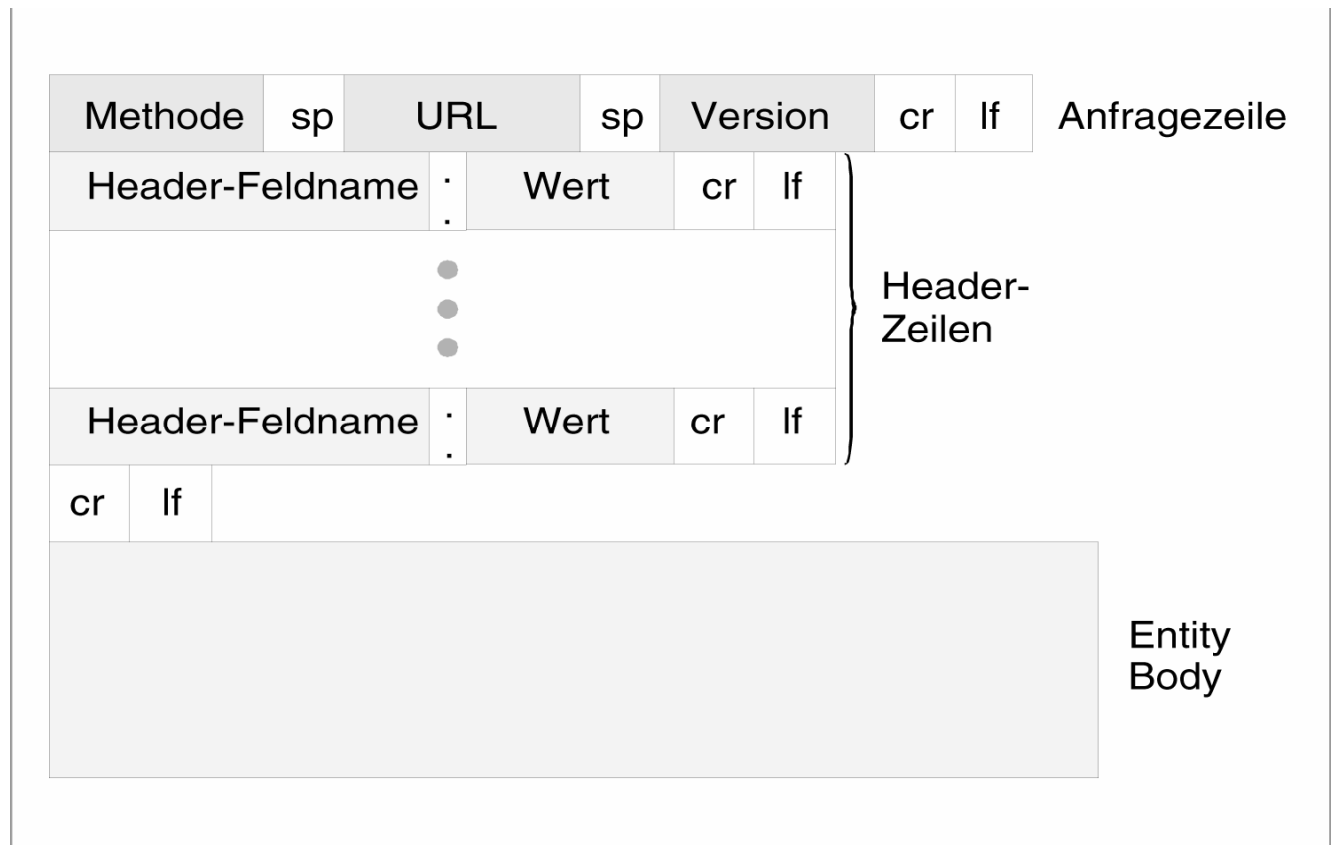 Methode sp URL sp Version cr lf Anfragezeile
Header-Feldname : Wert cr lf
Header-
Zeilen
Header-Feldname : Wert cr lf
cr lf
Entity
Body